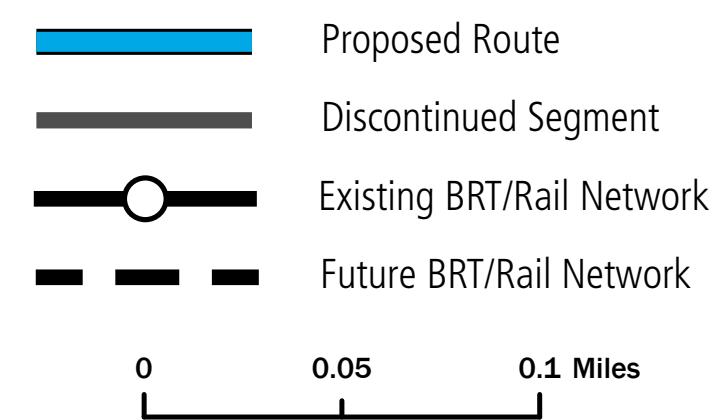 Proposed Route
Discontinued Segment
Existing BRT/Rail Network
Future BRT/Rail Network
0 0.05 0.1 Miles